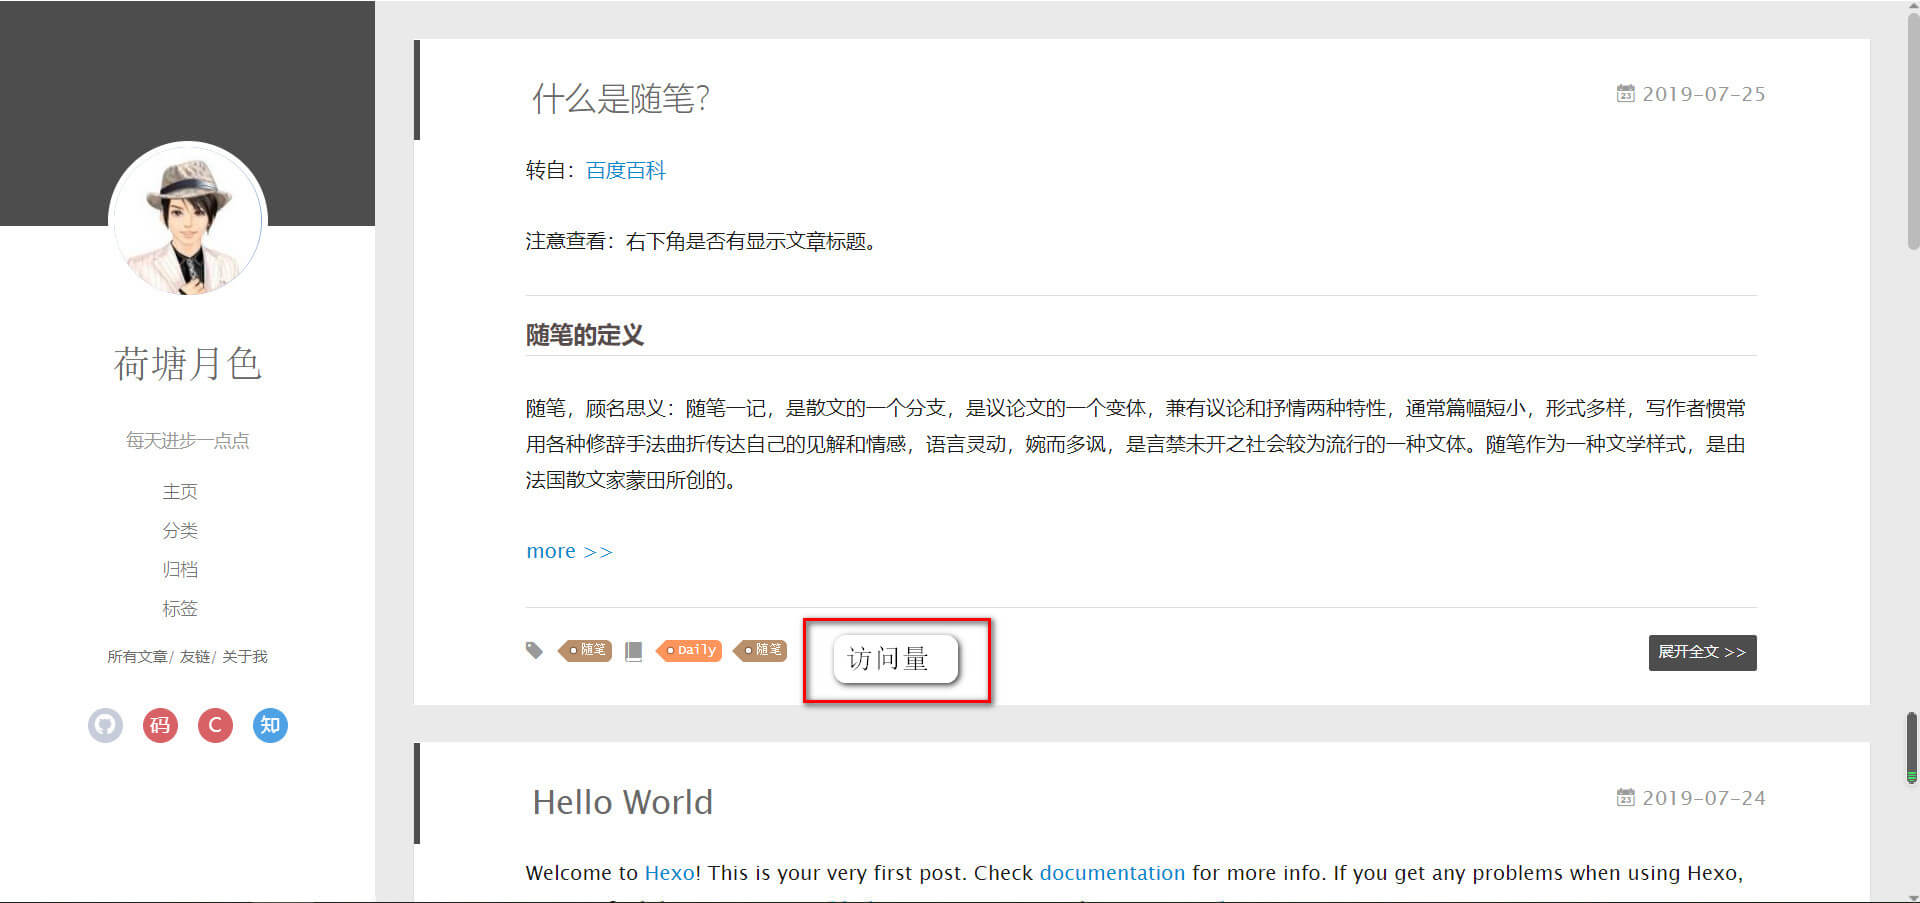 荷塘月色
每天进步一点点
主页
分类
归档
标签
所有文章/ 友链/ 关于我
码 C 知
什么是随笔？
23 2019-07-25
转自：百度百科
注意查看：右下角是否有显示文章标题。
随笔的定义
随笔，顾名思义：随笔一记，是散文的一个分支，是议论文的一个变体，兼有议论和抒情两种特性，通常篇幅短小，形式多样，写作者惯常
用各种修辞手法曲折传达自己的见解和情感，语言灵动，婉而多讽，是言禁未开之社会较为流行的一种文体。随笔作为一种文学样式，是由
法国散文家蒙田所创的。
more >>
随笔 Daily 随笔 访问量 展开全文 >>
Hello World
23 2019-07-24
Welcome to Hexo! This is your very first post. Check documentation for more info. If you get any problems when using Hexo,